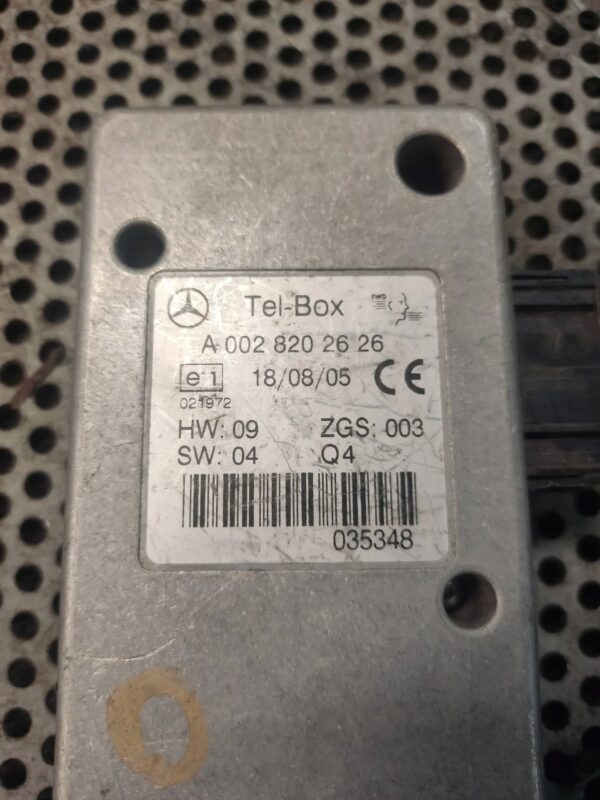 Tel-Box
A 002 820 26 26
e1 18/08/05 CE
021972
HW: 09 ZGS: 003
SW: 04 Q4
035348